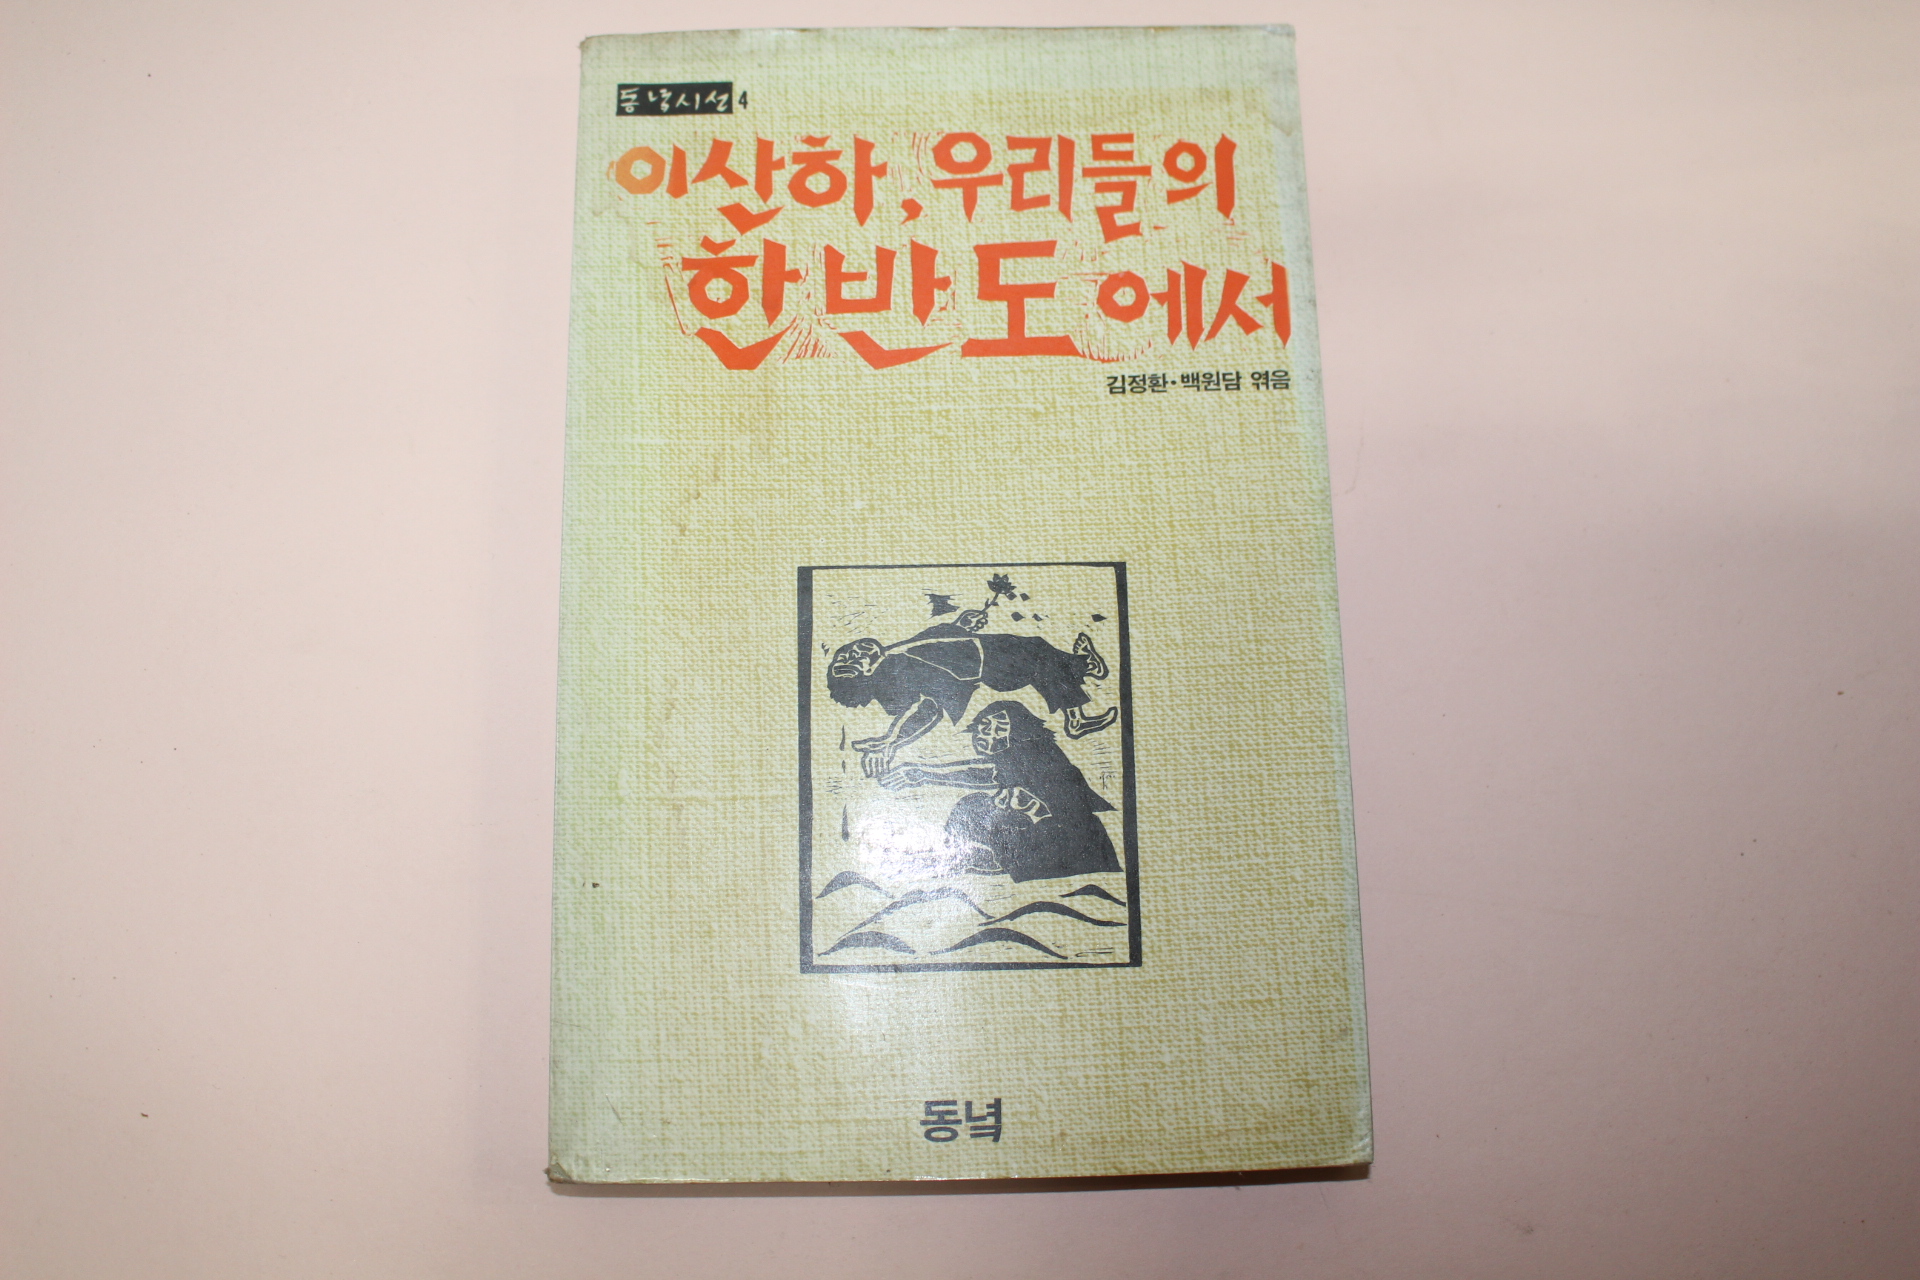 동녘시선 4
이산하, 우리들의
한반도에서
김정환·백원담 엮음
동녘